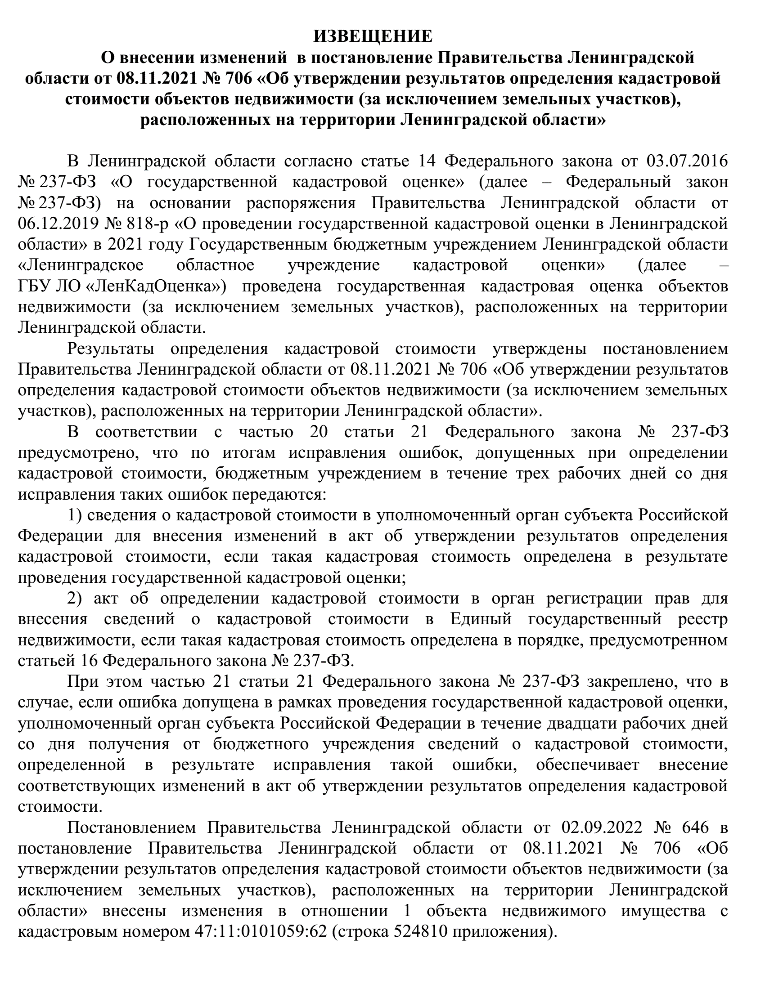 ИЗВЕЩЕНИЕ
О внесении изменений в постановление Правительства Ленинградской
области от 08.11.2021 № 706 «Об утверждении результатов определения кадастровой
стоимости объектов недвижимости (за исключением земельных участков),
расположенных на территории Ленинградской области»
В Ленинградской области согласно статье 14 Федерального закона от 03.07.2016
№ 237-ФЗ «О государственной кадастровой оценке» (далее – Федеральный закон
№ 237-ФЗ) на основании распоряжения Правительства Ленинградской области от
06.12.2019 № 818-р «О проведении государственной кадастровой оценки в Ленинградской
области» в 2021 году Государственным бюджетным учреждением Ленинградской области
«Ленинградское областное учреждение кадастровой оценки» (далее –
ГБУ ЛО «ЛенКадОценка») проведена государственная кадастровая оценка объектов
недвижимости (за исключением земельных участков), расположенных на территории
Ленинградской области.
Результаты определения кадастровой стоимости утверждены постановлением
Правительства Ленинградской области от 08.11.2021 № 706 «Об утверждении результатов
определения кадастровой стоимости объектов недвижимости (за исключением земельных
участков), расположенных на территории Ленинградской области».
В соответствии с частью 20 статьи 21 Федерального закона № 237-ФЗ
предусмотрено, что по итогам исправления ошибок, допущенных при определении
кадастровой стоимости, бюджетным учреждением в течение трех рабочих дней со дня
исправления таких ошибок передаются:
1) сведения о кадастровой стоимости в уполномоченный орган субъекта Российской
Федерации для внесения изменений в акт об утверждении результатов определения
кадастровой стоимости, если такая кадастровая стоимость определена в результате
проведения государственной кадастровой оценки;
2) акт об определении кадастровой стоимости в орган регистрации прав для
внесения сведений о кадастровой стоимости в Единый государственный реестр
недвижимости, если такая кадастровая стоимость определена в порядке, предусмотренном
статьей 16 Федерального закона № 237-ФЗ.
При этом частью 21 статьи 21 Федерального закона № 237-ФЗ закреплено, что в
случае, если ошибка допущена в рамках проведения государственной кадастровой оценки,
уполномоченный орган субъекта Российской Федерации в течение двадцати рабочих дней
со дня получения от бюджетного учреждения сведений о кадастровой стоимости,
определенной в результате исправления такой ошибки, обеспечивает внесение
соответствующих изменений в акт об утверждении результатов определения кадастровой
стоимости.
Постановлением Правительства Ленинградской области от 02.09.2022 № 646 в
постановление Правительства Ленинградской области от 08.11.2021 № 706 «Об
утверждении результатов определения кадастровой стоимости объектов недвижимости (за
исключением земельных участков), расположенных на территории Ленинградской
области» внесены изменения в отношении 1 объекта недвижимого имущества с
кадастровым номером 47:11:0101059:62 (строка 524810 приложения).